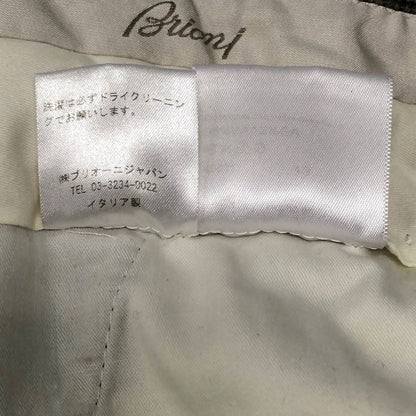 Brioni
洗濯は必ずドライクリーニン
グでお願いします。
㈱ブリオーニジャパン
TEL 03-3234-0022
イタリア製